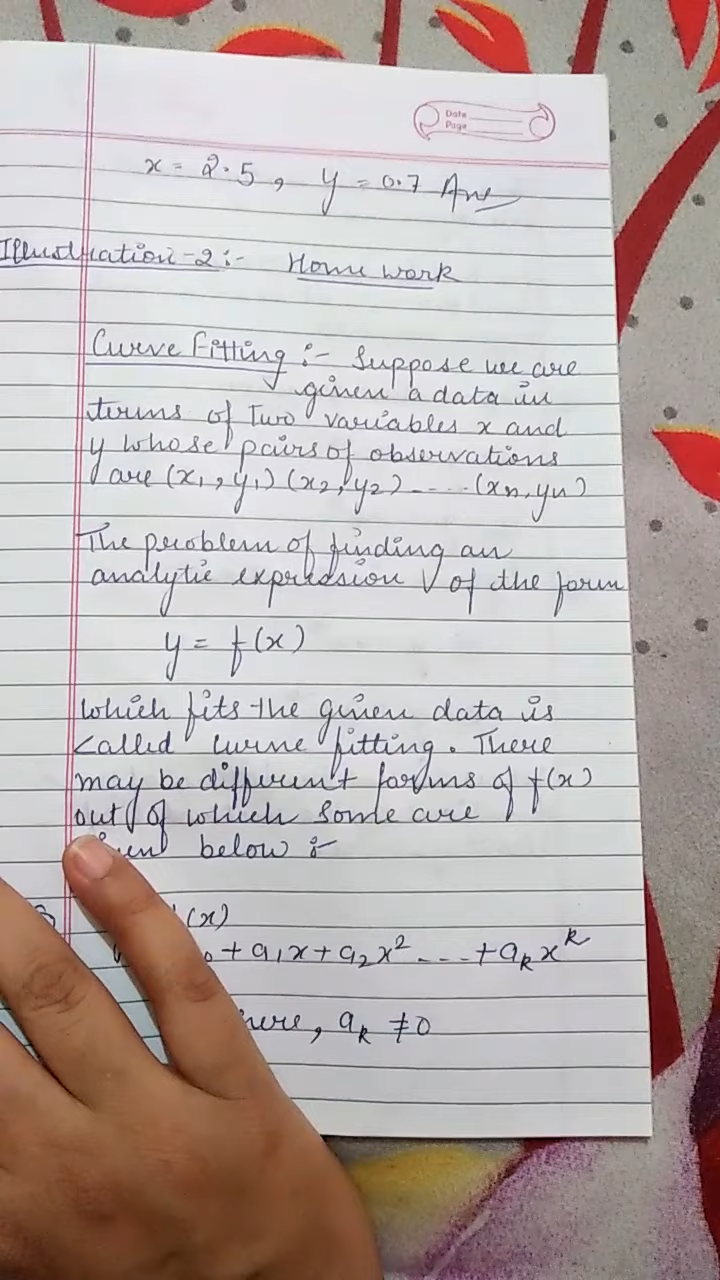 Date
Page
x = 2.5, y = 0.7 Ans
Illustration-2 :- Home work
Curve Fitting :- Suppose we are
given a data in
terms of Two variables x and
y whose pairs of observations
are (x₁, y₁) (x₂, y₂) ---- (xₙ, yₙ)
The problem of finding an
analytic expression of the form
y = f(x)
which fits the given data is
called curve fitting. There
may be different forms of f(x)
out of which some are
below :-
(x)
+ a₁x + a₂x² --- + aₖxᵏ
, aₖ ≠ 0